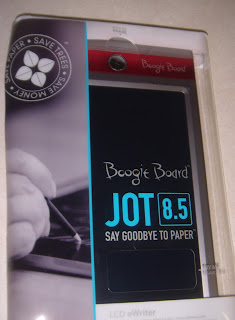 SAVE PAPER • SAVE TREES • SAVE MONEY •
Boogie Board
Boogie Board
JOT 8.5
SAY GOODBYE TO PAPER
LCD eWriter